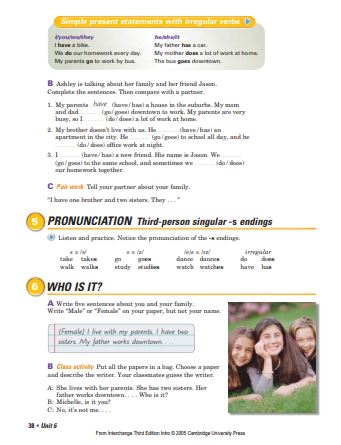 Simple present statements with irregular verbs
I/you/we/they he/she/it
I have a bike. My father has a car.
We do our homework every day. My mother does a lot of work at home.
My parents go to work by bus. The bus goes downtown.
B Ashley is talking about her family and her friend Jason.
Complete the sentences. Then compare with a partner.
1. My parents have (have/has) a house in the suburbs. My mom
and dad ........ (go/goes) downtown to work. My parents are very
busy, so I ........ (do/does) a lot of work at home.
2. My brother doesn't live with us. He ........ (have/has) an
apartment in the city. He ........ (go/goes) to school all day, and he
........ (do/does) office work at night.
3. I ........ (have/has) a new friend. His name is Jason. We ........
(go/goes) to the same school, and sometimes we ........ (do/does)
our homework together.
C Pair work Tell your partner about your family.
"I have one brother and two sisters. They . . . "
5 PRONUNCIATION Third-person singular -s endings
Listen and practice. Notice the pronunciation of the -s endings.
s = /s/ s = /z/ (e)s = /ɪz/ irregular
take takes go goes dance dances do does
walk walks study studies watch watches have has
6 WHO IS IT?
A Write five sentences about you and your family.
Write "Male" or "Female" on your paper, but not your name.
(Female) I live with my parents. I have two
sisters. My father works downtown. . . .
B Class activity Put all the papers in a bag. Choose a paper
and describe the writer. Your classmates guess the writer.
A: She lives with her parents. She has two sisters. Her
father works downtown. . . . Who is it?
B: Michelle, is it you?
C: No, it's not me. . . .
38 • Unit 6
From Interchange Third Edition Intro © 2005 Cambridge University Press